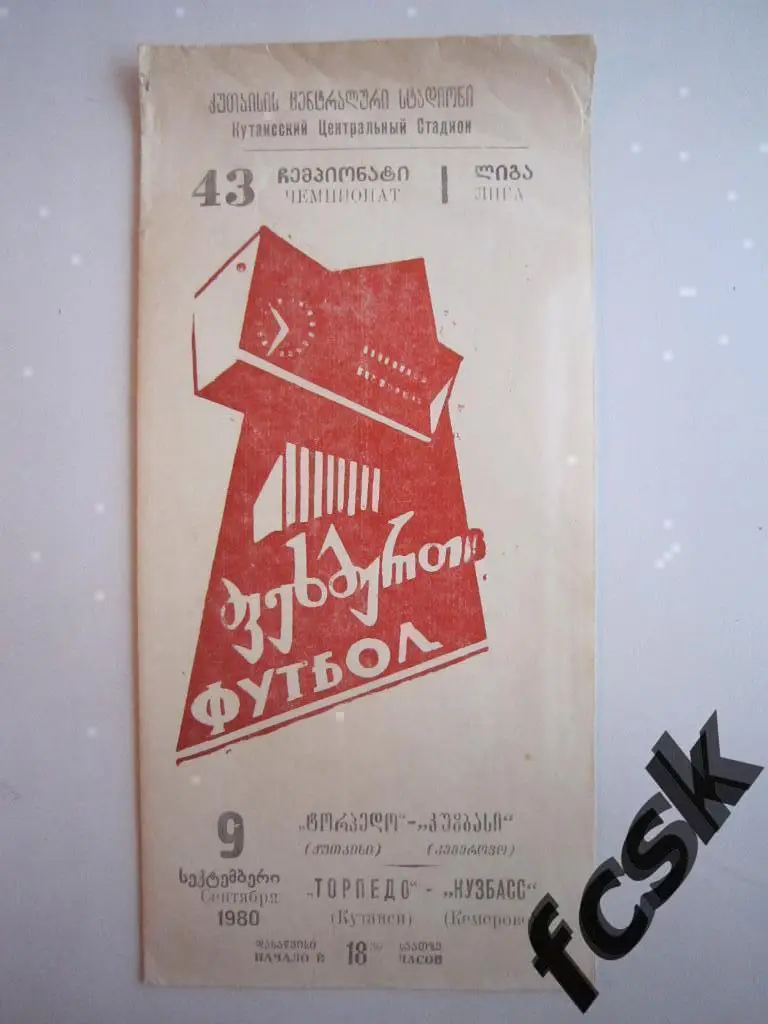 ქუთაისის ცენტრალური სტადიონი
Кутаисский Центральный Стадион
43 ჩემპიონატი I ლიგა
ЧЕМПИОНАТ ЛИГА
ფეხბურთი
ФУТБОЛ
9 „ტორპედო“-„კუზბასი“
(ქუთაისი) (კემეროვო)
სექტემბერი
Сентября „ТОРПЕДО“ - „КУЗБАСС“
1980 (Кутаиси) (Кемерово)
დასაწყისი 18 საათზე
НАЧАЛО В ЧАСОВ
fcsk